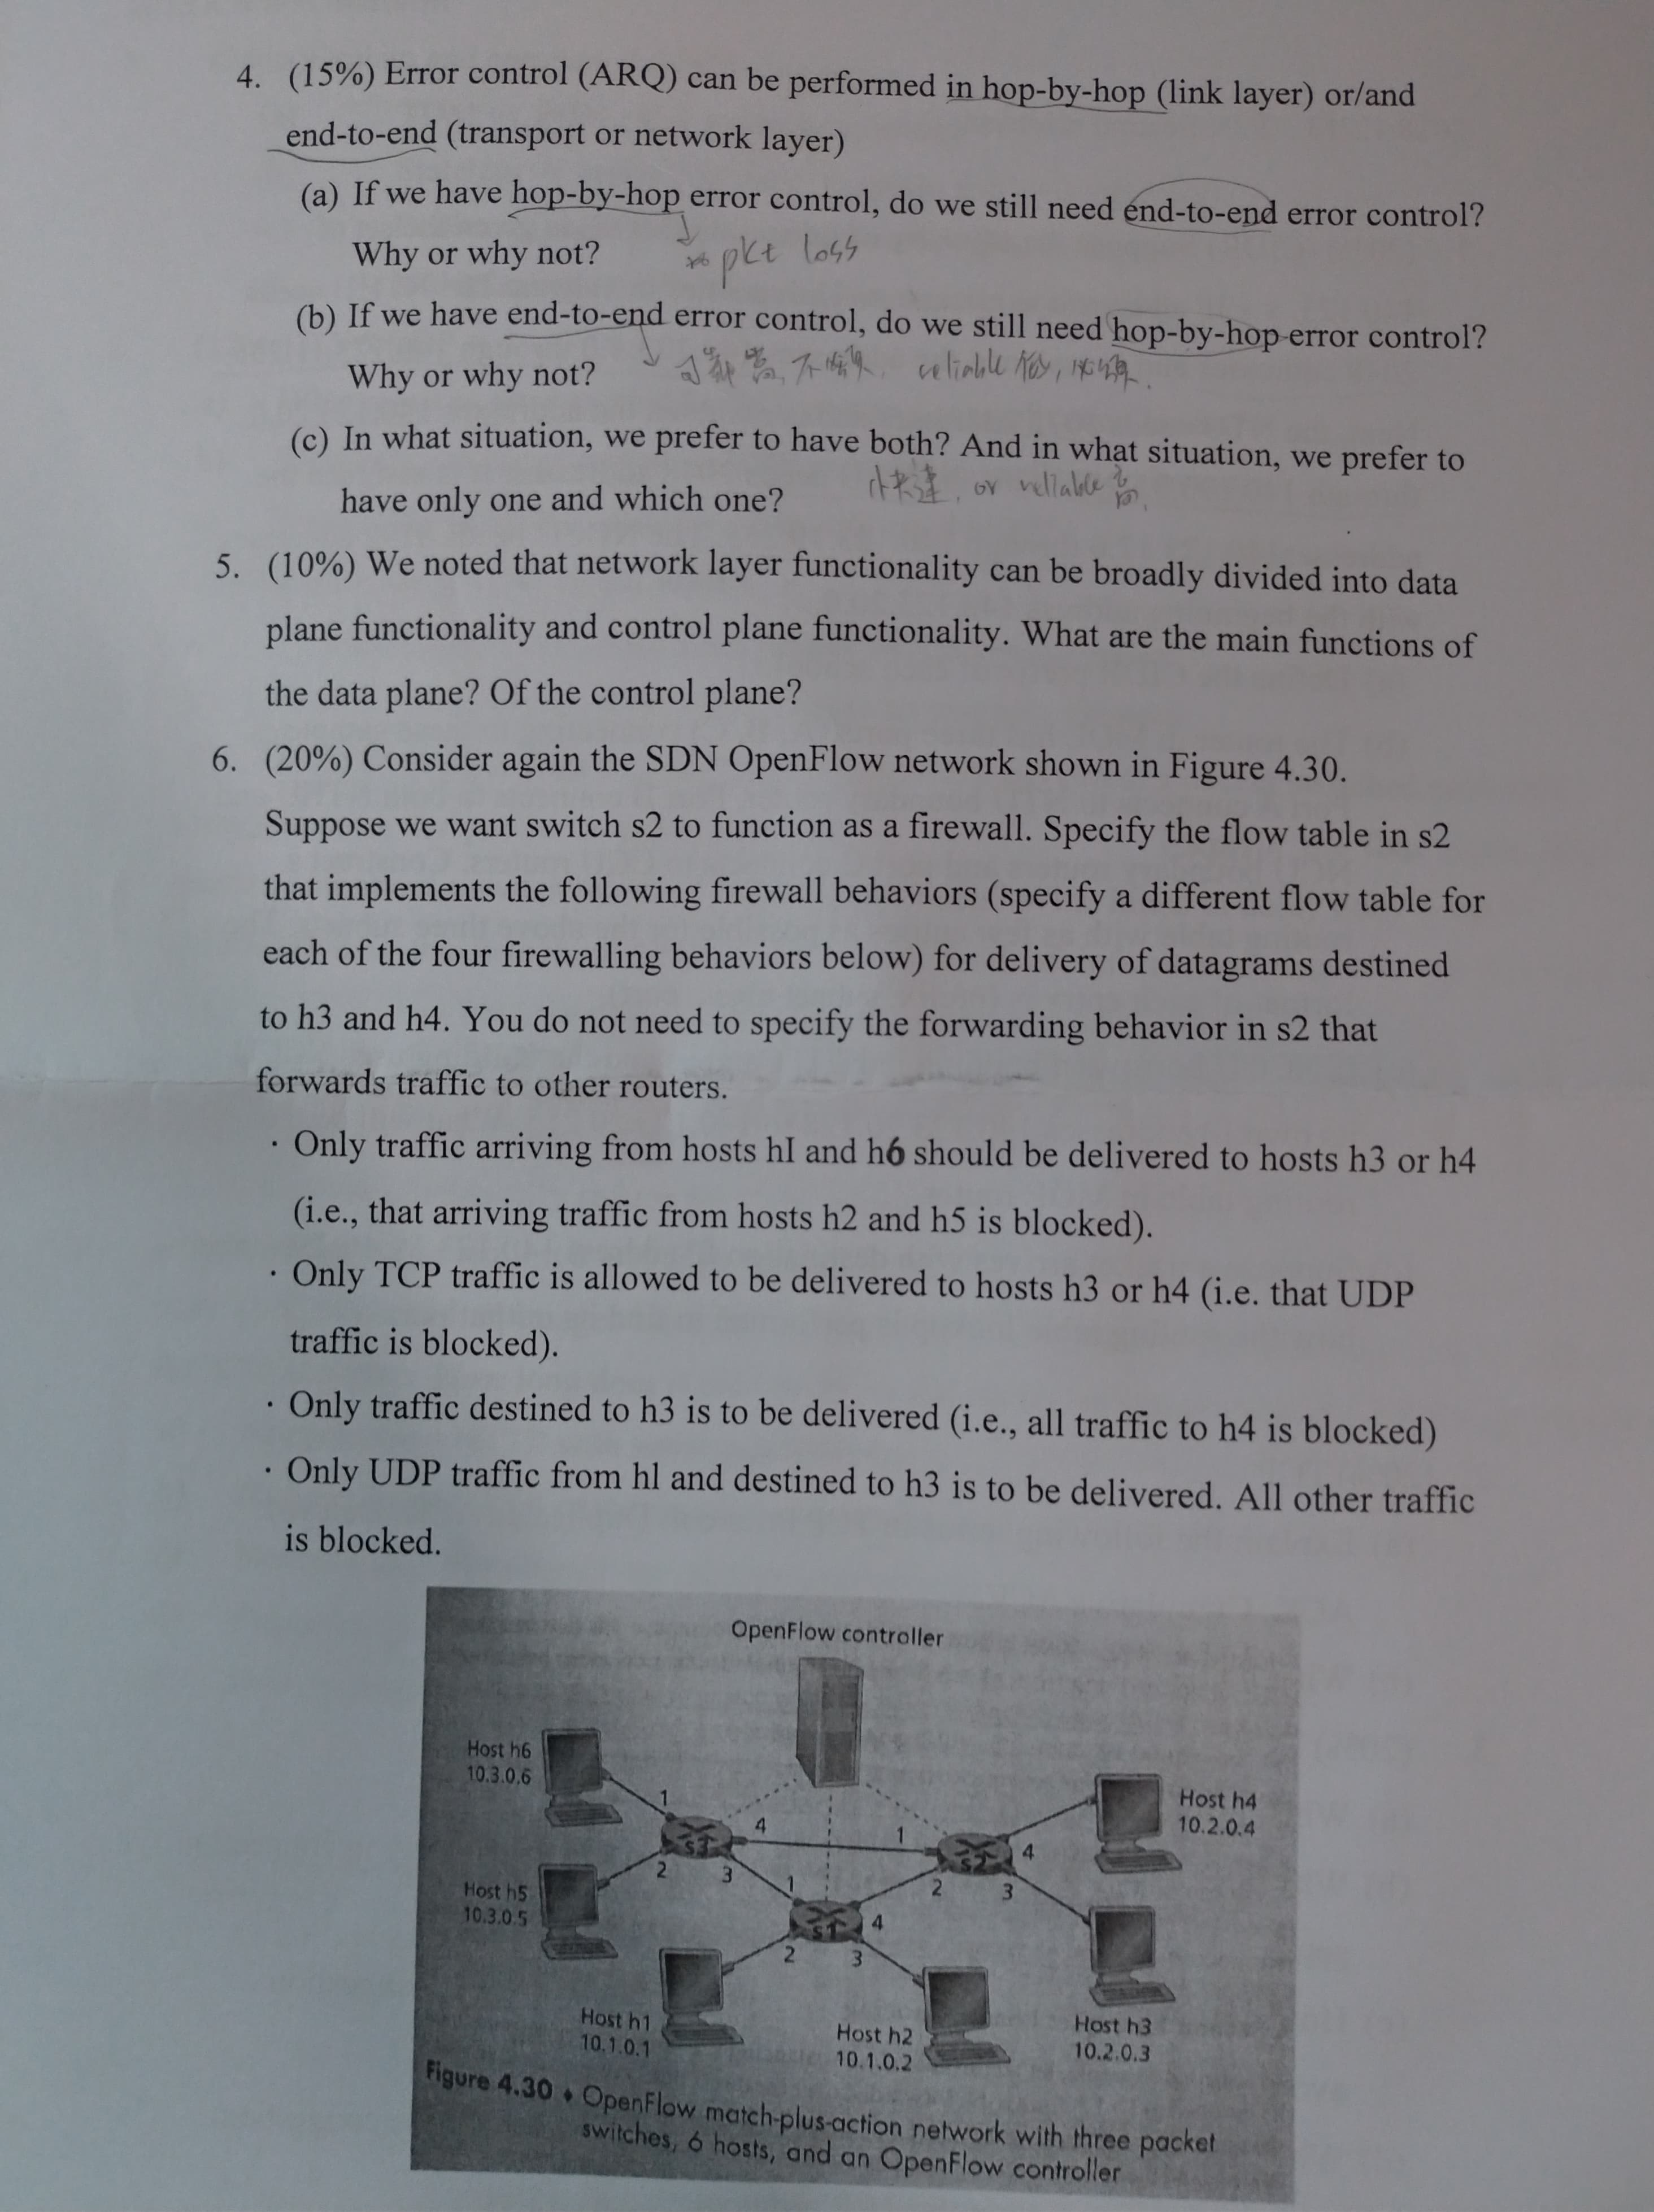 4. (15%) Error control (ARQ) can be performed in hop-by-hop (link layer) or/and
end-to-end (transport or network layer)
(a) If we have hop-by-hop error control, do we still need end-to-end error control?
Why or why not?
pkt loss
(b) If we have end-to-end error control, do we still need hop-by-hop error control?
Why or why not?
reliable
(c) In what situation, we prefer to have both? And in what situation, we prefer to
have only one and which one?
or reliable 高.
5. (10%) We noted that network layer functionality can be broadly divided into data
plane functionality and control plane functionality. What are the main functions of
the data plane? Of the control plane?
6. (20%) Consider again the SDN OpenFlow network shown in Figure 4.30.
Suppose we want switch s2 to function as a firewall. Specify the flow table in s2
that implements the following firewall behaviors (specify a different flow table for
each of the four firewalling behaviors below) for delivery of datagrams destined
to h3 and h4. You do not need to specify the forwarding behavior in s2 that
forwards traffic to other routers.
· Only traffic arriving from hosts hI and h6 should be delivered to hosts h3 or h4
(i.e., that arriving traffic from hosts h2 and h5 is blocked).
· Only TCP traffic is allowed to be delivered to hosts h3 or h4 (i.e. that UDP
traffic is blocked).
· Only traffic destined to h3 is to be delivered (i.e., all traffic to h4 is blocked)
· Only UDP traffic from hl and destined to h3 is to be delivered. All other traffic
is blocked.
OpenFlow controller
Host h6
10.3.0.6
Host h4
10.2.0.4
1
4
1
s3
s2
4
2
3
1
2
3
Host h5
10.3.0.5
s1
4
2
3
Host h1
10.1.0.1
Host h2
10.1.0.2
Host h3
10.2.0.3
Figure 4.30 ♦ OpenFlow match-plus-action network with three packet
switches, 6 hosts, and an OpenFlow controller